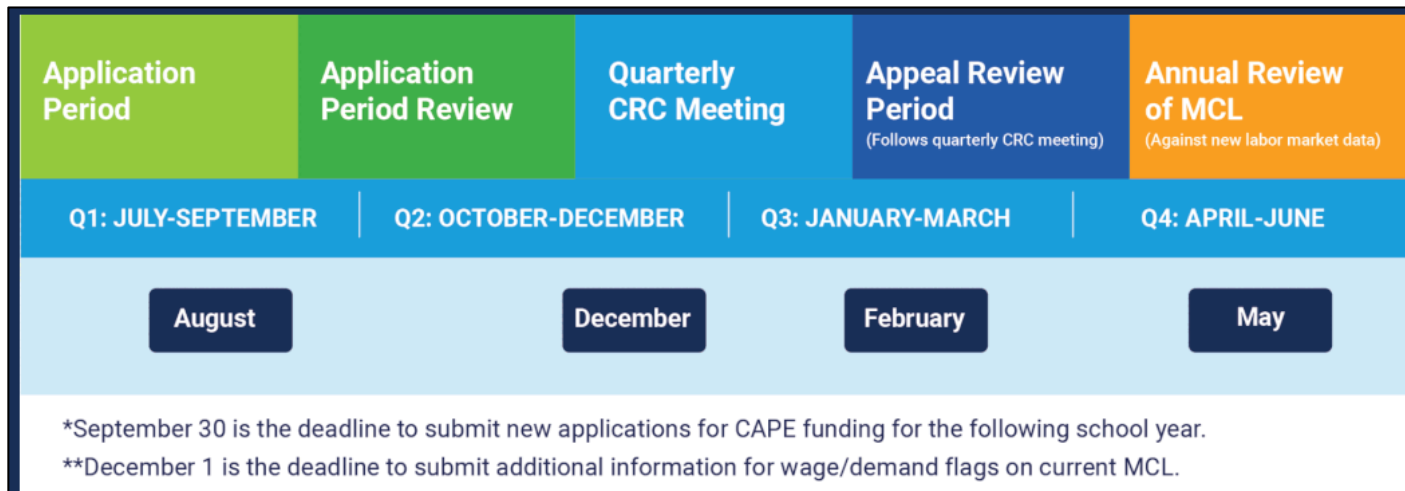 Application
Period
Application
Period Review
Quarterly
CRC Meeting
Appeal Review
Period
(Follows quarterly CRC meeting)
Annual Review
of MCL
(Against new labor market data)
Q1: JULY-SEPTEMBER
Q2: OCTOBER-DECEMBER
Q3: JANUARY-MARCH
Q4: APRIL-JUNE
August
December
February
May
*September 30 is the deadline to submit new applications for CAPE funding for the following school year.
**December 1 is the deadline to submit additional information for wage/demand flags on current MCL.